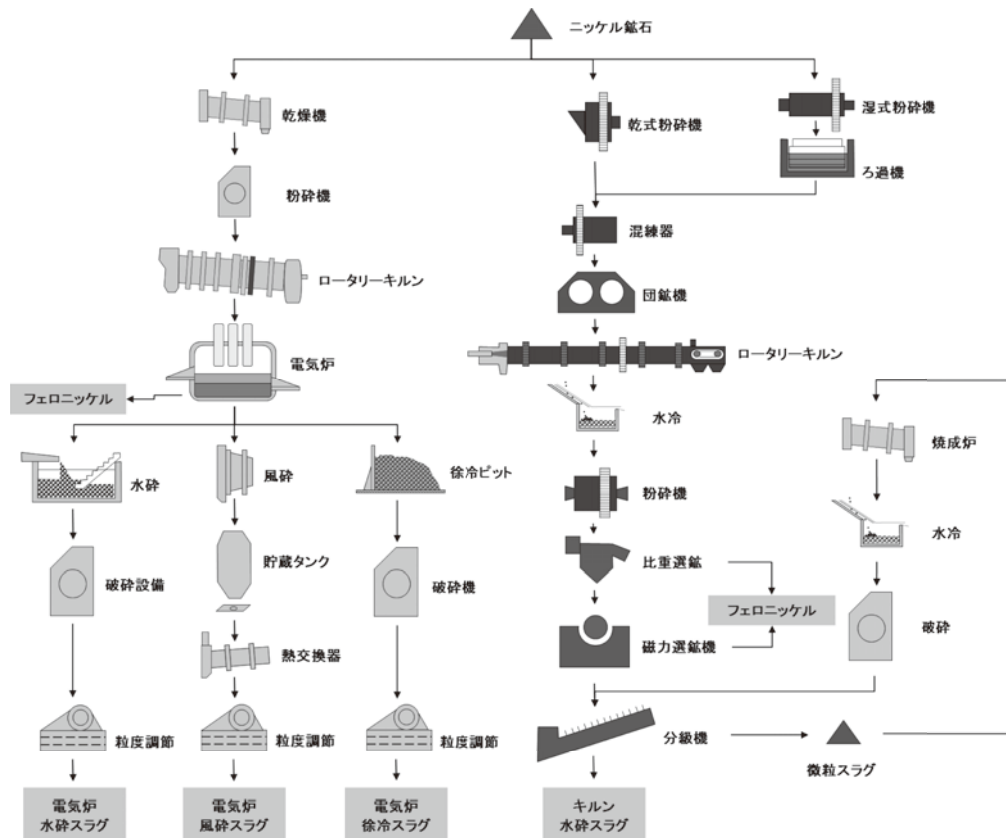 ニッケル鉱石
乾燥機
乾式粉砕機
湿式粉砕機
ろ過機
粉砕機
混練器
ロータリーキルン
団鉱機
電気炉
ロータリーキルン
フェロニッケル
水冷
焼成炉
水砕
風砕
徐冷ピット
粉砕機
水冷
貯蔵タンク
比重選鉱
破砕設備
破砕機
フェロニッケル
破砕
熱交換器
磁力選鉱機
粒度調節
粒度調節
粒度調節
分級機
微粒スラグ
電気炉
水砕スラグ
電気炉
風砕スラグ
電気炉
徐冷スラグ
キルン
水砕スラグ